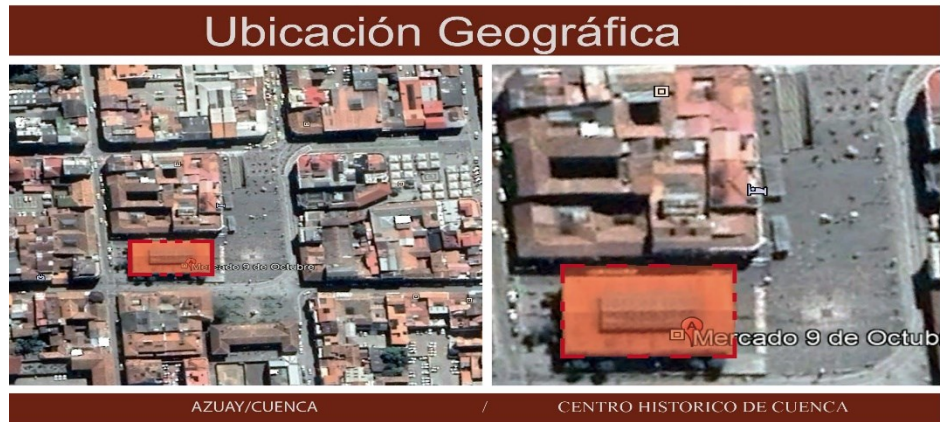 Ubicación Geográfica
Mercado 9 de Octubre
A
Mercado 9 de Octub
AZUAY/CUENCA / CENTRO HISTORICO DE CUENCA